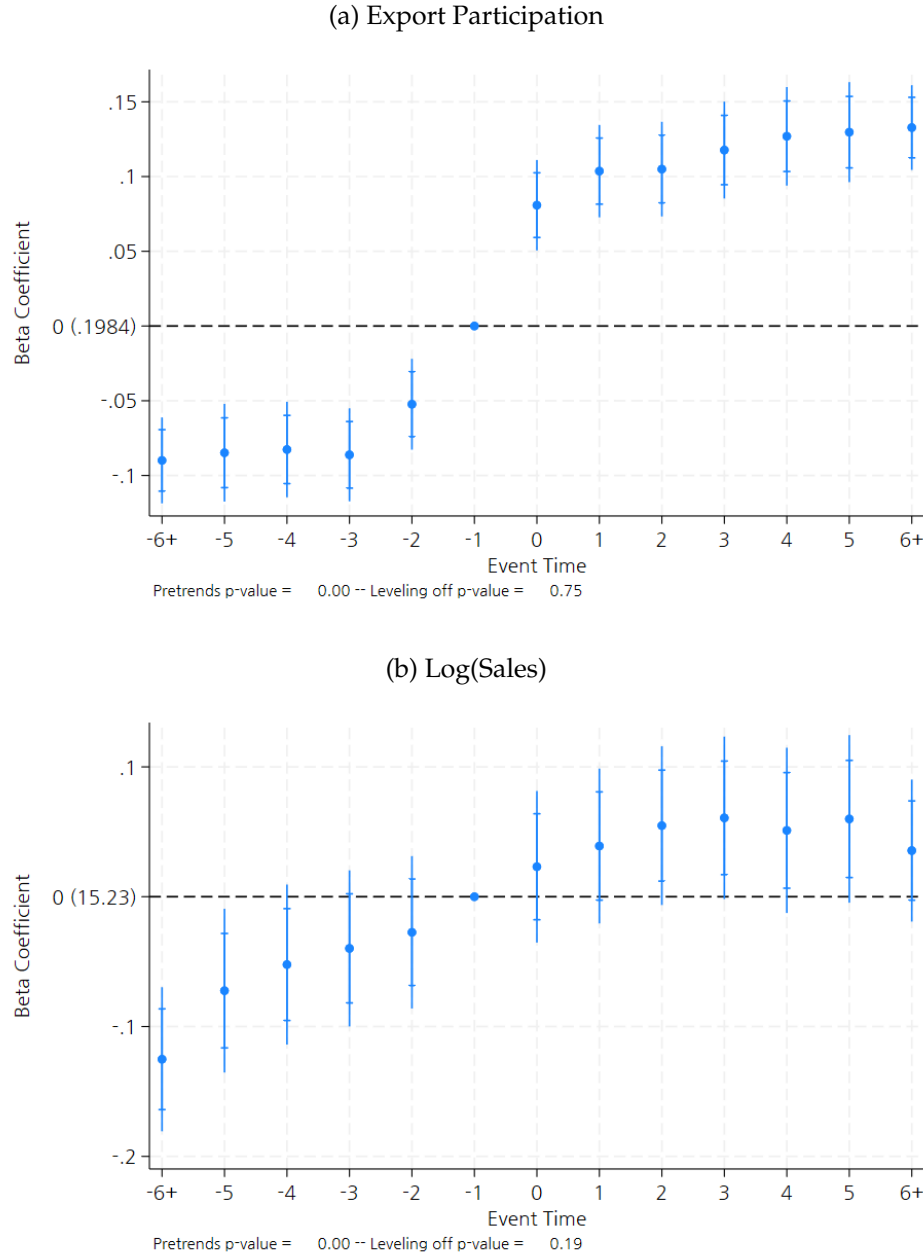 (a) Export Participation
.15
.1
.05
0 (.1984)
-.05
-.1
Beta Coefficient
-6+ -5 -4 -3 -2 -1 0 1 2 3 4 5 6+
Event Time
Pretrends p-value = 0.00 -- Leveling off p-value = 0.75
(b) Log(Sales)
.1
0 (15.23)
-.1
-.2
Beta Coefficient
-6+ -5 -4 -3 -2 -1 0 1 2 3 4 5 6+
Event Time
Pretrends p-value = 0.00 -- Leveling off p-value = 0.19